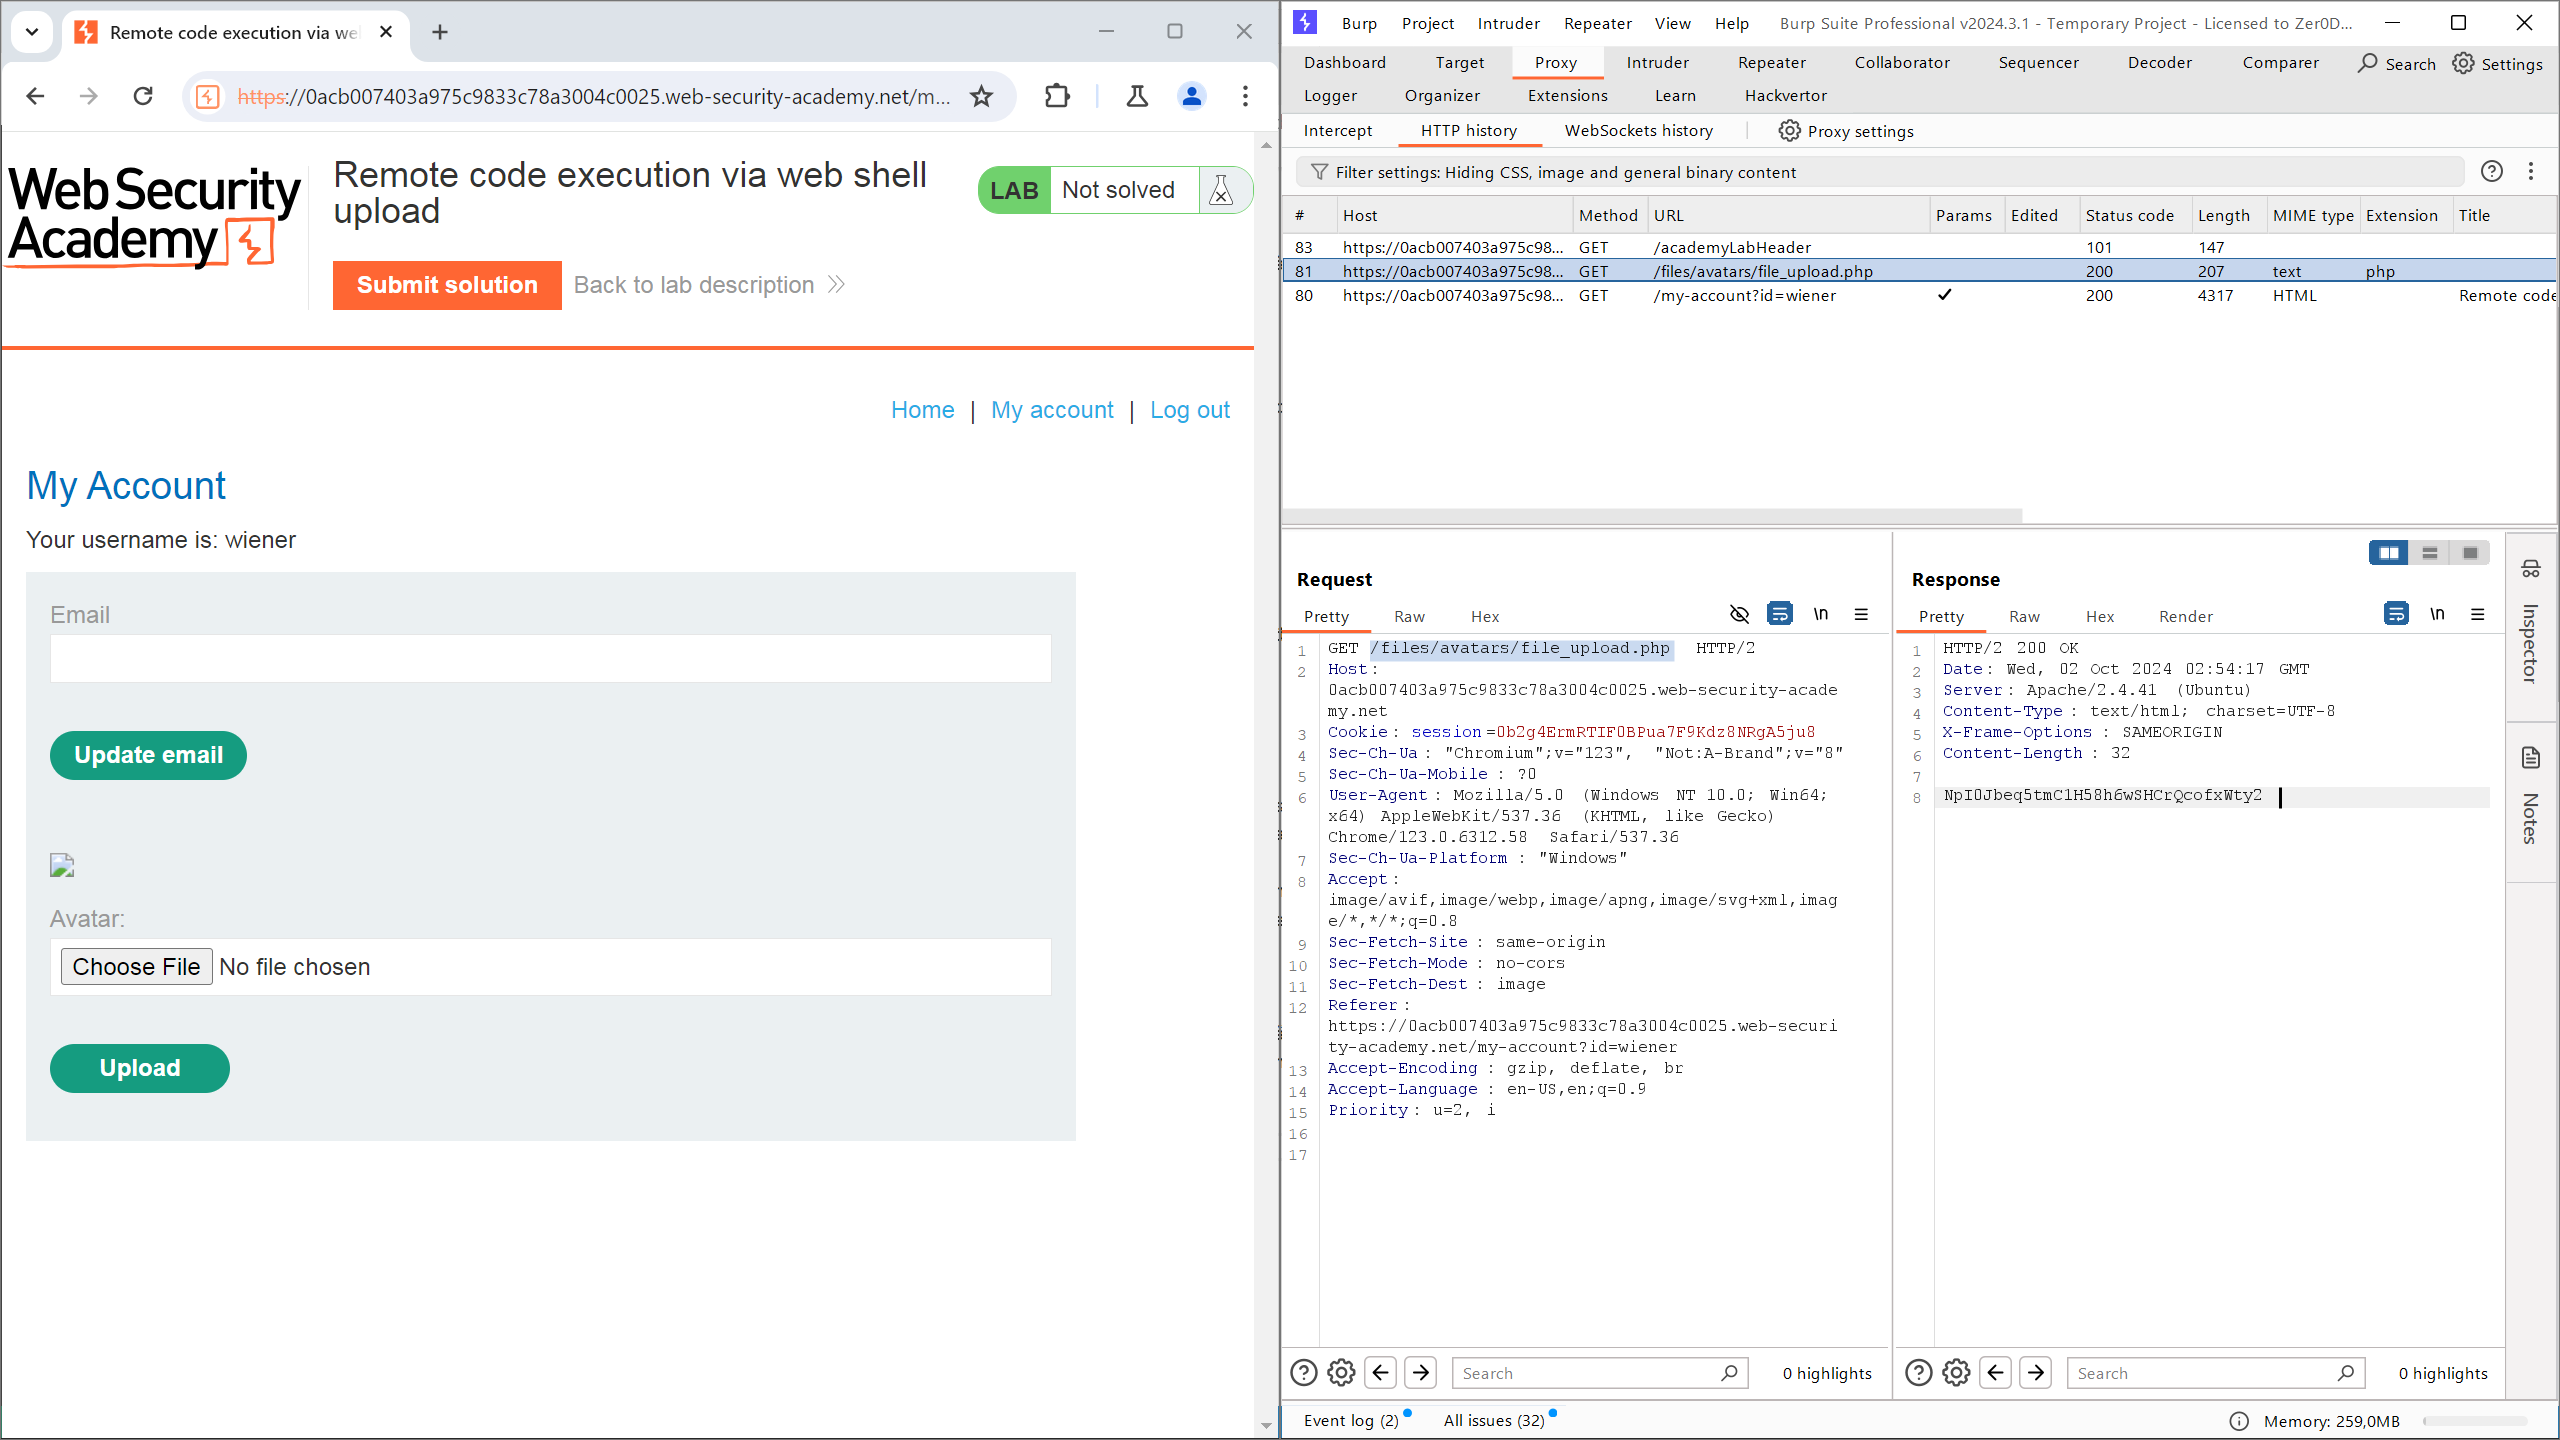 Remote code execution via we
https://0acb007403a975c9833c78a3004c0025.web-security-academy.net/m...
Web Security
Academy
Remote code execution via web shell
upload
LAB Not solved
Submit solution Back to lab description
Home | My account | Log out
My Account
Your username is: wiener
Email
Update email
Avatar:
Choose File No file chosen
Upload
Burp Project Intruder Repeater View Help Burp Suite Professional v2024.3.1 - Temporary Project - Licensed to Zer0D...
Dashboard Target Proxy Intruder Repeater Collaborator Sequencer Decoder Comparer Search Settings
Logger Organizer Extensions Learn Hackvertor
Intercept HTTP history WebSockets history Proxy settings
Filter settings: Hiding CSS, image and general binary content
# Host Method URL Params Edited Status code Length MIME type Extension Title
83 https://0acb007403a975c98... GET /academyLabHeader 101 147
81 https://0acb007403a975c98... GET /files/avatars/file_upload.php 200 207 text php
80 https://0acb007403a975c98... GET /my-account?id=wiener ✓ 200 4317 HTML Remote code
Request
Pretty Raw Hex \n
1 GET /files/avatars/file_upload.php HTTP/2
2 Host:
0acb007403a975c9833c78a3004c0025.web-security-acade
my.net
3 Cookie: session=0b2g4ErmRTIF0BPua7F9Kdz8NRgA5ju8
4 Sec-Ch-Ua: "Chromium";v="123", "Not:A-Brand";v="8"
5 Sec-Ch-Ua-Mobile: ?0
6 User-Agent: Mozilla/5.0 (Windows NT 10.0; Win64;
x64) AppleWebKit/537.36 (KHTML, like Gecko)
Chrome/123.0.6312.58 Safari/537.36
7 Sec-Ch-Ua-Platform: "Windows"
8 Accept:
image/avif,image/webp,image/apng,image/svg+xml,imag
e/*,*/*;q=0.8
9 Sec-Fetch-Site: same-origin
10 Sec-Fetch-Mode: no-cors
11 Sec-Fetch-Dest: image
12 Referer:
https://0acb007403a975c9833c78a3004c0025.web-securi
ty-academy.net/my-account?id=wiener
13 Accept-Encoding: gzip, deflate, br
14 Accept-Language: en-US,en;q=0.9
15 Priority: u=2, i
16
17
Search 0 highlights
Response
Pretty Raw Hex Render \n
1 HTTP/2 200 OK
2 Date: Wed, 02 Oct 2024 02:54:17 GMT
3 Server: Apache/2.4.41 (Ubuntu)
4 Content-Type: text/html; charset=UTF-8
5 X-Frame-Options: SAMEORIGIN
6 Content-Length: 32
7
8 NpI0Jbeq5tmC1H58h6wSHCrQcofxWty2
Search 0 highlights
Inspector
Notes
Event log (2) All issues (32) Memory: 259,0MB